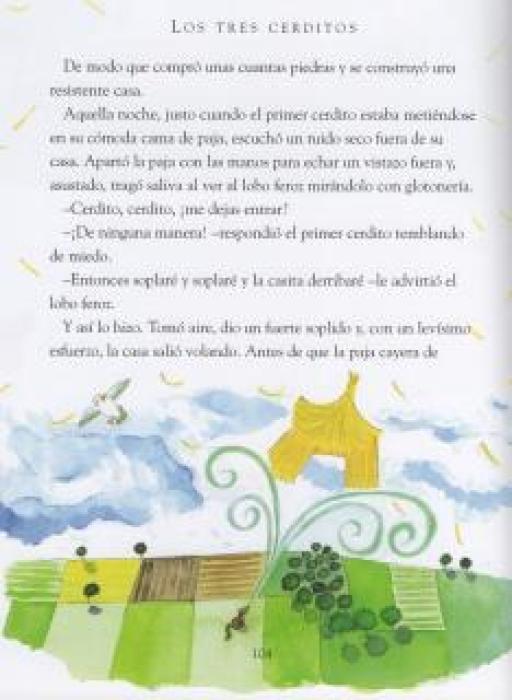 LOS TRES CERDITOS
De modo que compró unas cuantas piedras y se construyó una
resistente casa.
Aquella noche, justo cuando el primer cerdito estaba metiéndose
en su cómoda cama de paja, escuchó un ruido seco fuera de su
casa. Apartó la paja con las manos para echar un vistazo fuera y,
asustado, tragó saliva al ver al lobo feroz mirándolo con glotonería.
–Cerdito, cerdito, ¿me dejas entrar?
–¡De ninguna manera! –respondió el primer cerdito temblando
de miedo.
–Entonces soplaré y soplaré y la casita derribaré –le advirtió el
lobo feroz.
Y así lo hizo. Tomó aire, dio un fuerte soplido y, con un levísimo
esfuerzo, la casa salió volando. Antes de que la paja cayera de
104